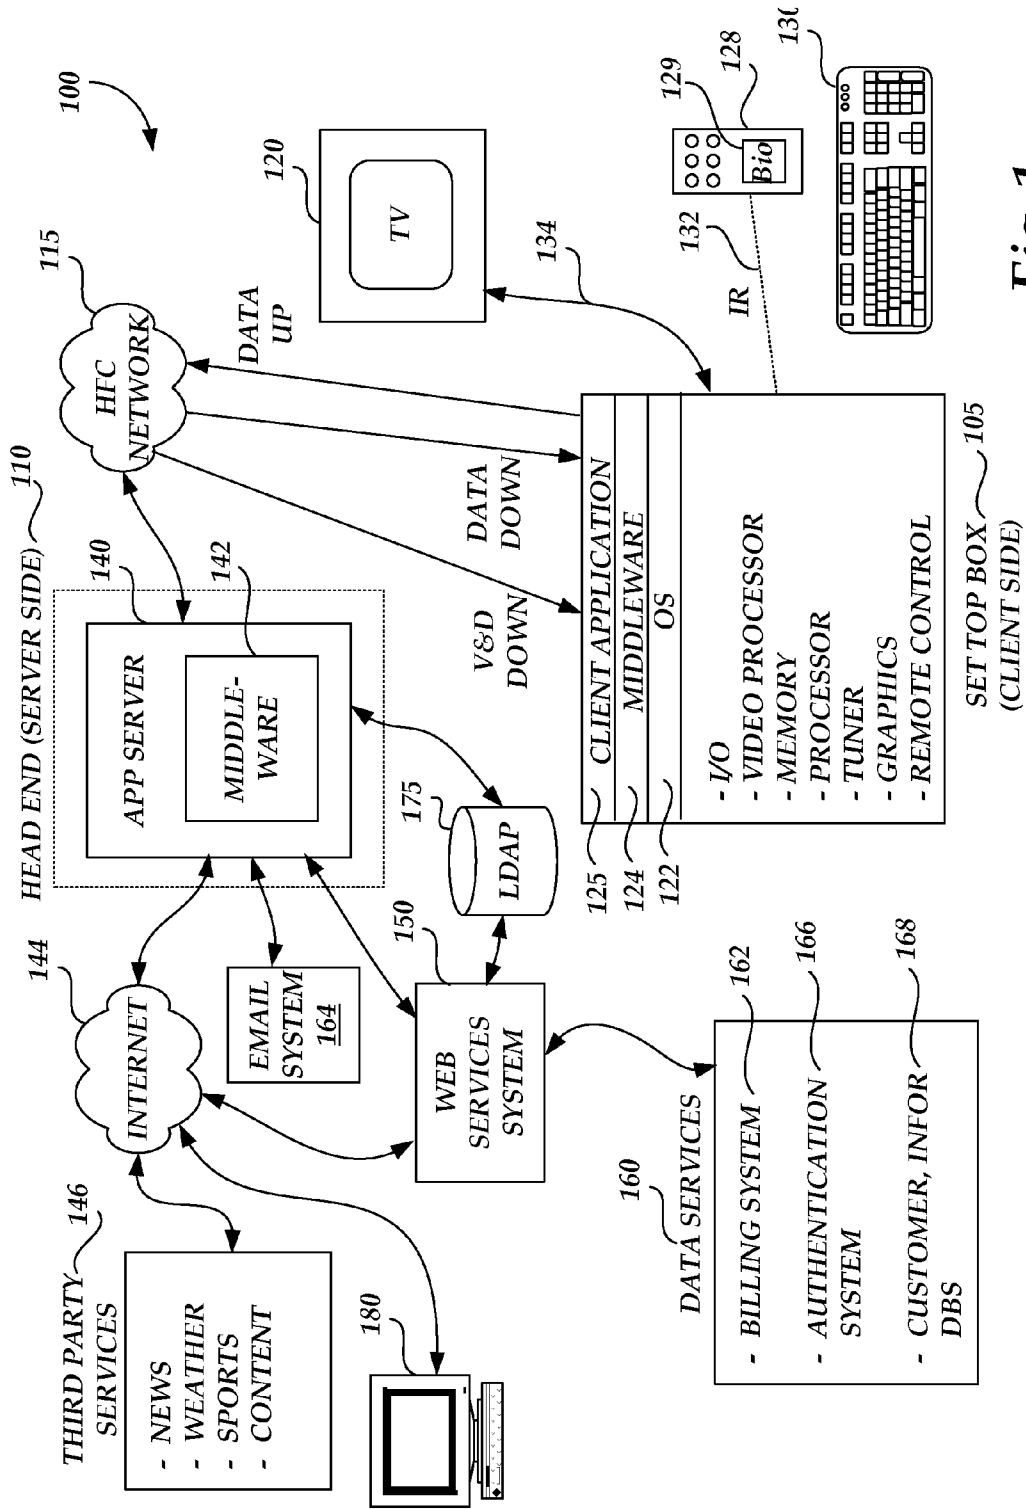 100
THIRD PARTY
SERVICES
146
- NEWS
- WEATHER
- SPORTS
- CONTENT
180
INTERNET
144
HEAD END (SERVER SIDE)
110
APP SERVER
140
MIDDLE-
WARE
142
HFC
NETWORK
115
TV
120
EMAIL
SYSTEM
164
WEB
SERVICES
SYSTEM
150
LDAP
175
V&D
DOWN
DATA
DOWN
DATA
UP
134
IR
132
Bio
129
128
DATA SERVICES
160
- BILLING SYSTEM
162
- AUTHENTICATION
SYSTEM
166
- CUSTOMER, INFOR
DBS
168
125
CLIENT APPLICATION
124
MIDDLEWARE
122
OS
- I/O
- VIDEO PROCESSOR
- MEMORY
- PROCESSOR
- TUNER
- GRAPHICS
- REMOTE CONTROL
SET TOP BOX
(CLIENT SIDE)
105